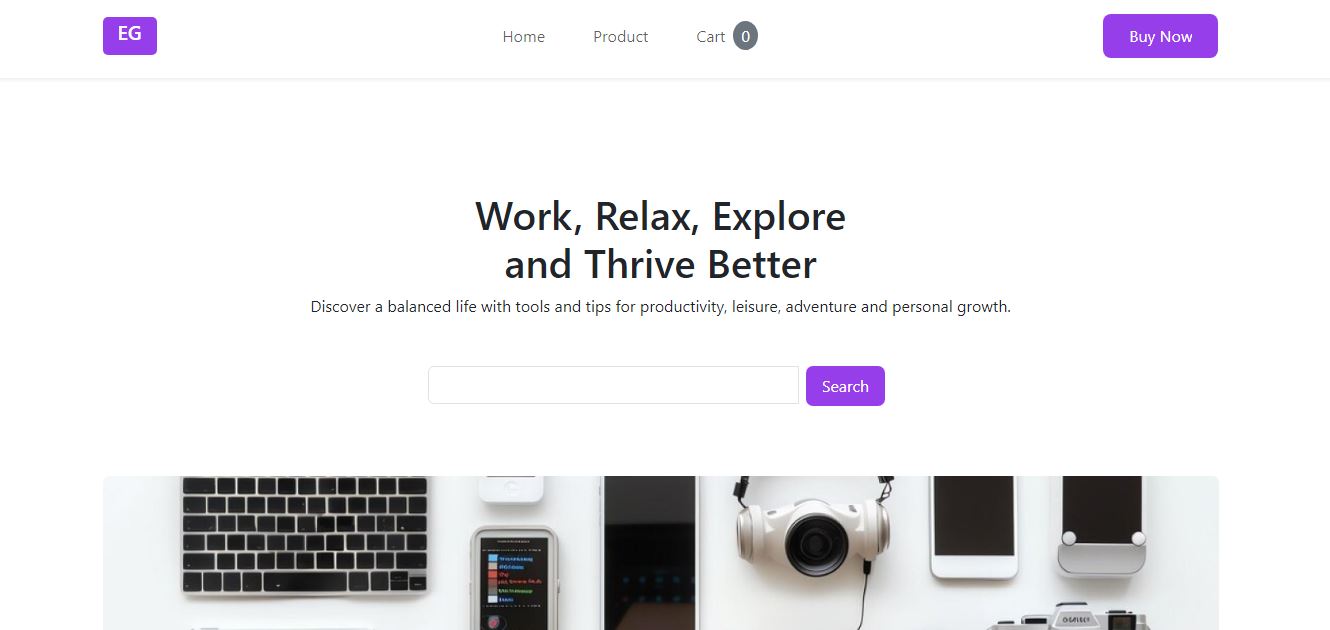 EG
Home
Product
Cart 0
Buy Now
Work, Relax, Explore
and Thrive Better
Discover a balanced life with tools and tips for productivity, leisure, adventure and personal growth.
Search